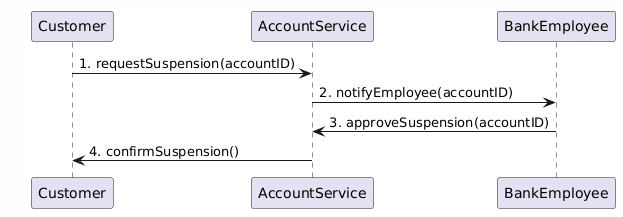 Customer AccountService BankEmployee
1. requestSuspension(accountID)
2. notifyEmployee(accountID)
3. approveSuspension(accountID)
4. confirmSuspension()
Customer AccountService BankEmployee